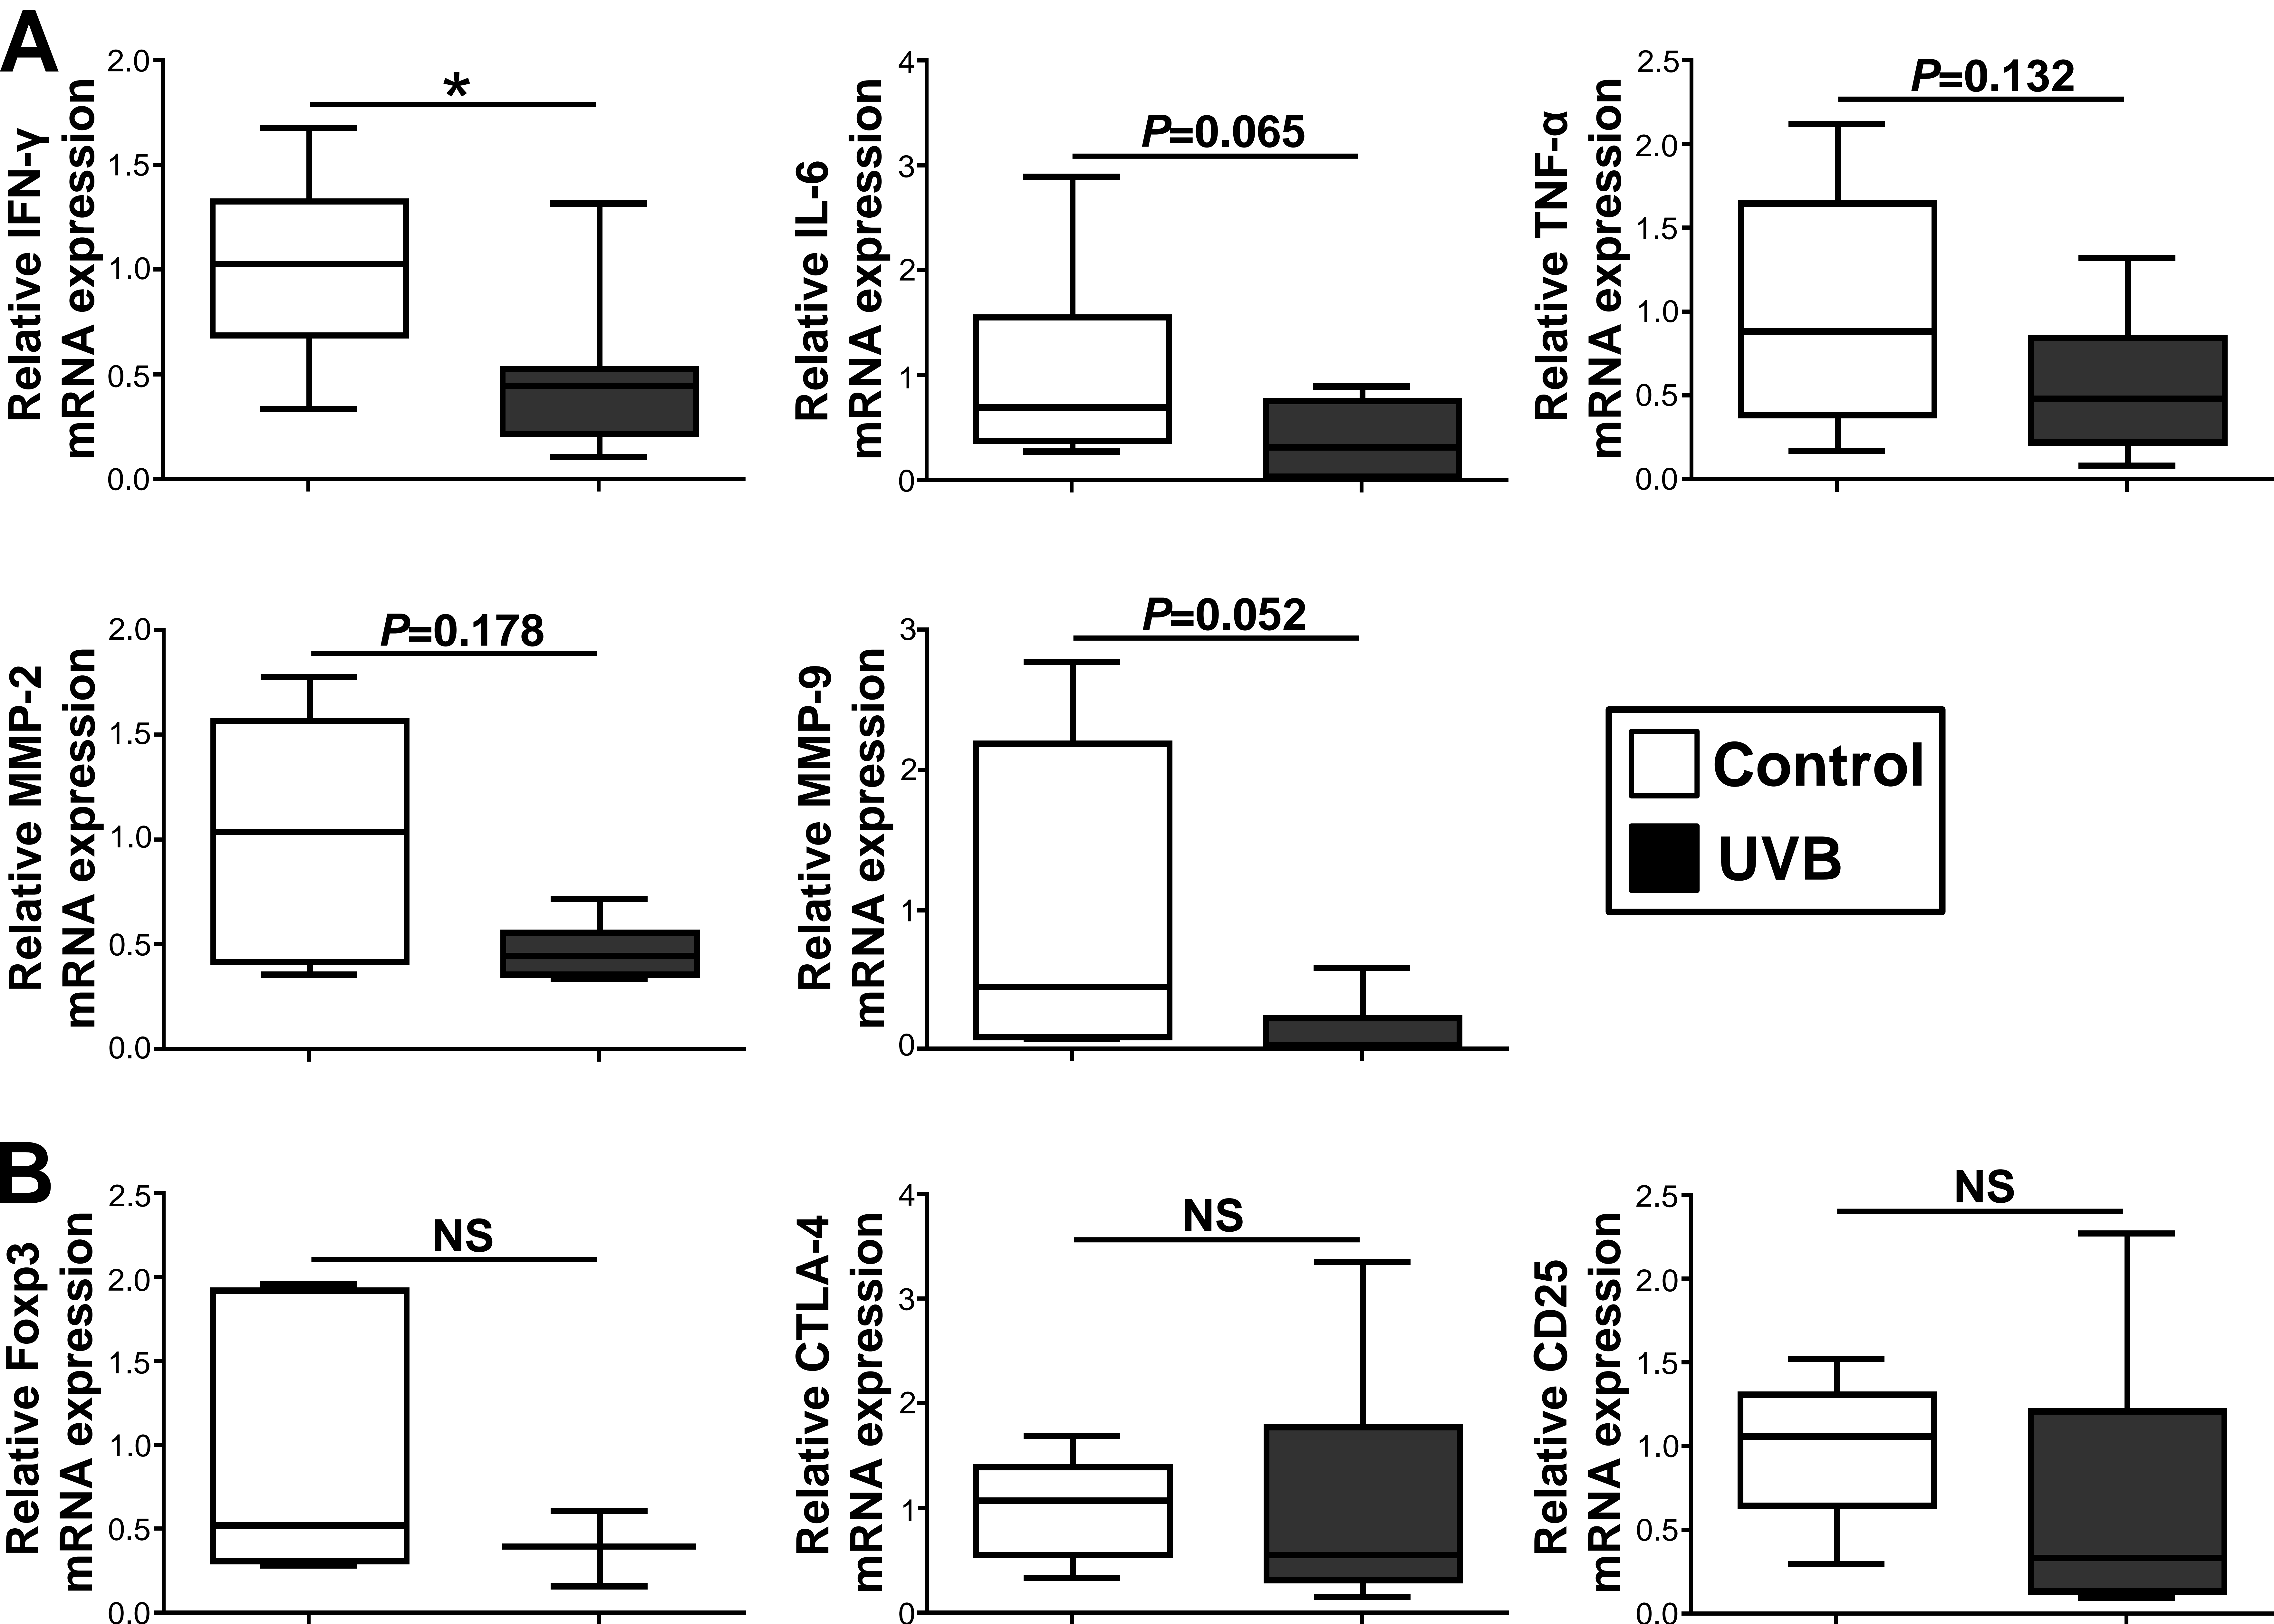 A
Relative IFN-γ
mRNA expression
2.0
1.5
1.0
0.5
0.0
*
Relative IL-6
mRNA expression
4
3
2
1
0
P=0.065
Relative TNF-α
mRNA expression
2.5
2.0
1.5
1.0
0.5
0.0
P=0.132
Relative MMP-2
mRNA expression
2.0
1.5
1.0
0.5
0.0
P=0.178
Relative MMP-9
mRNA expression
3
2
1
0
P=0.052
Control
UVB
B
Relative Foxp3
mRNA expression
2.5
2.0
1.5
1.0
0.5
0.0
NS
Relative CTLA-4
mRNA expression
4
3
2
1
0
NS
Relative CD25
mRNA expression
2.5
2.0
1.5
1.0
0.5
0.0
NS